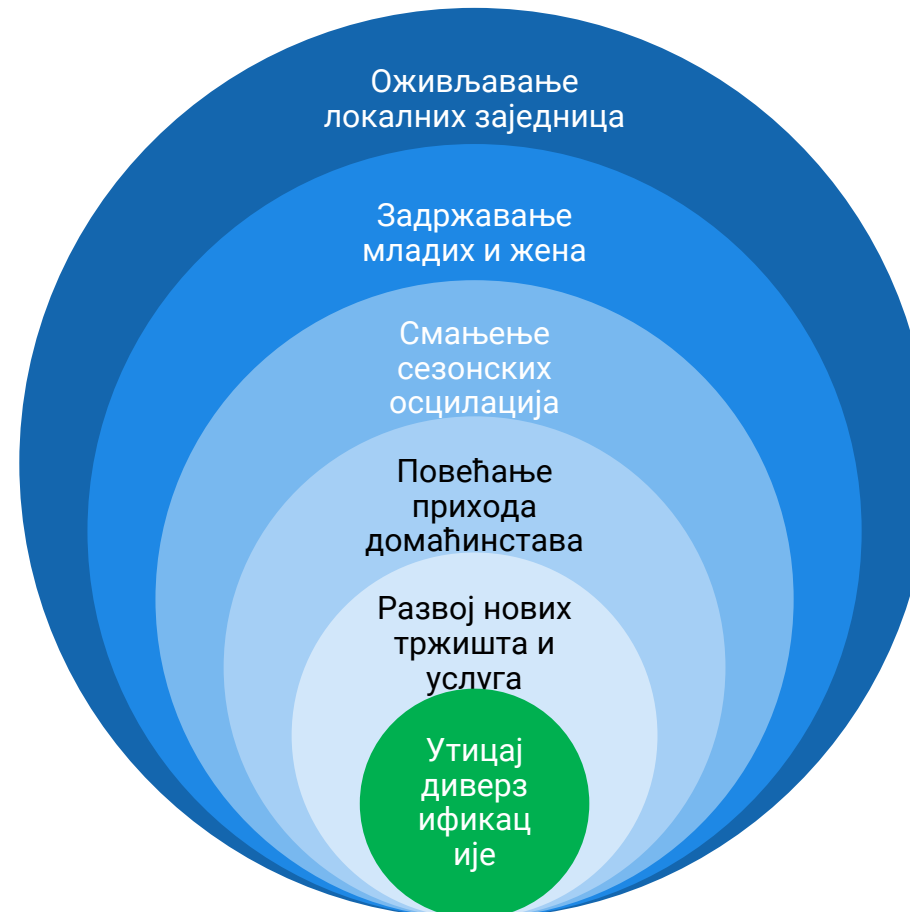 Оживљавање
локалних заједница
Задржавање
младих и жена
Смањење
сезонских
осцилација
Повећање
прихода
домаћинстава
Развој нових
тржишта и
услуга
Утицај
диверз
ификац
ије